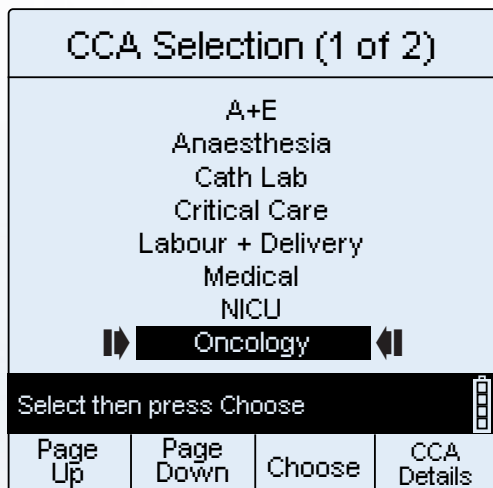 CCA Selection (1 of 2)
A+E
Anaesthesia
Cath Lab
Critical Care
Labour + Delivery
Medical
NICU
Oncology
Select then press Choose
Page Up
Page Down
Choose
CCA Details